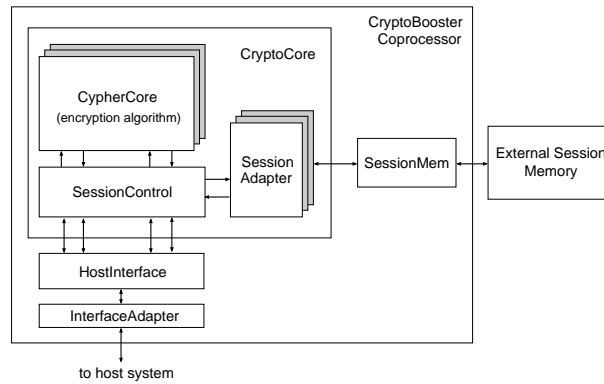 CryptoBooster
Coprocessor
CryptoCore
CypherCore
(encryption algorithm)
Session
Adapter
SessionMem
External Session
Memory
SessionControl
HostInterface
InterfaceAdapter
to host system